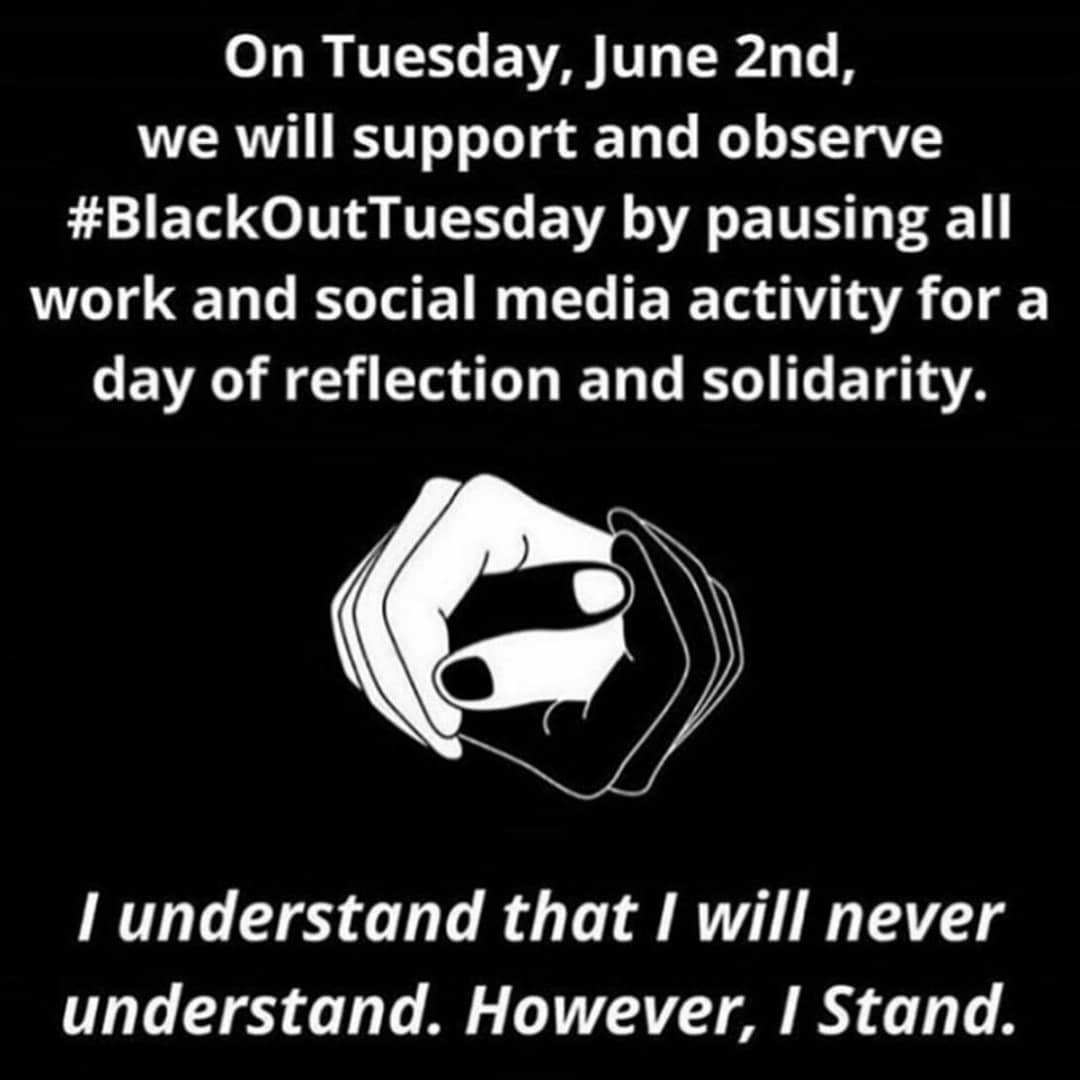 On Tuesday, June 2nd,
we will support and observe
#BlackOutTuesday by pausing all
work and social media activity for a
day of reflection and solidarity.
I understand that I will never
understand. However, I Stand.